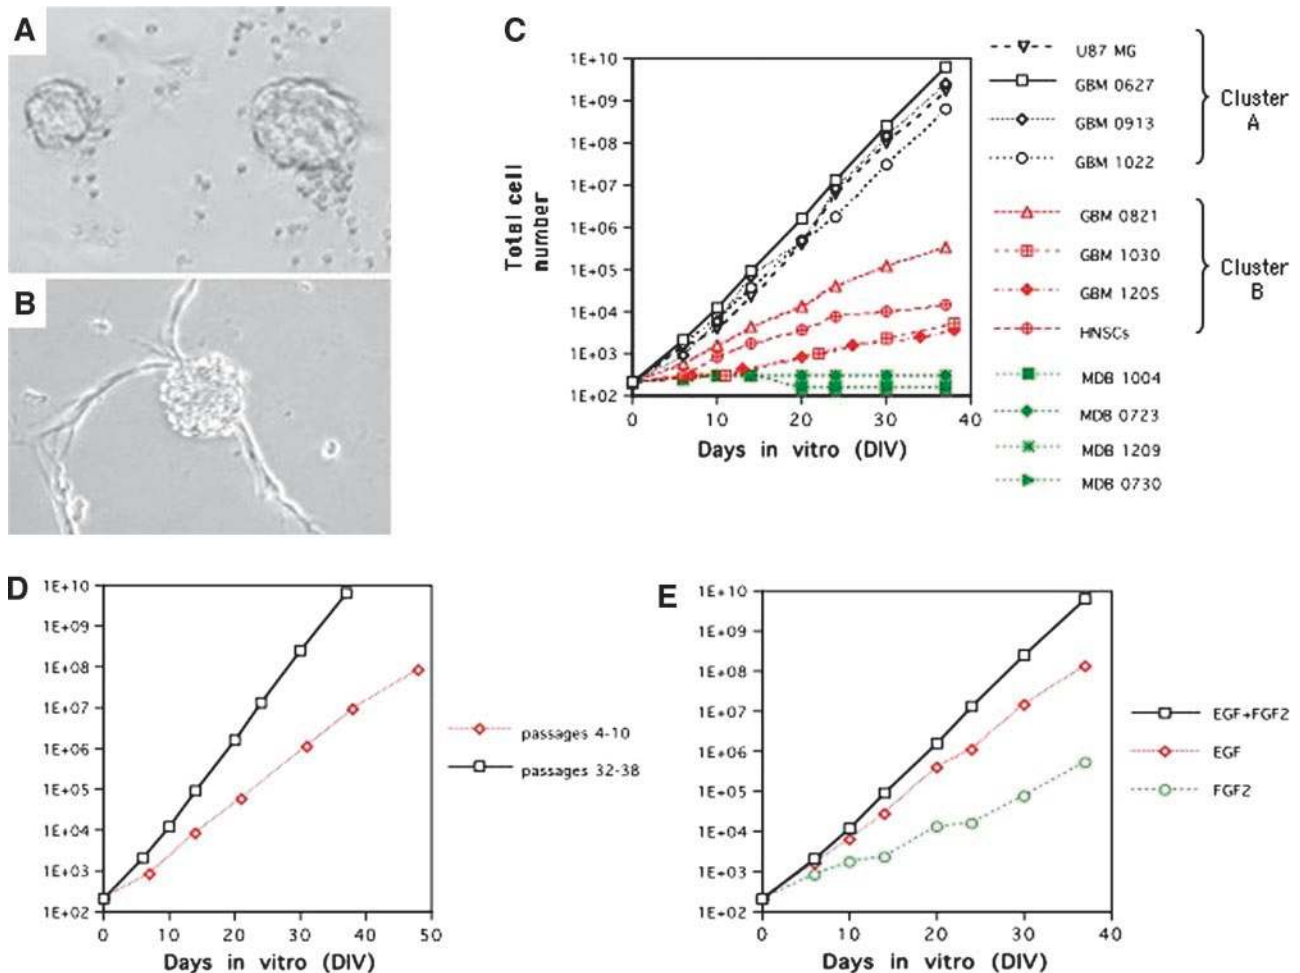 A
B
C
1E+10
1E+09
1E+08
1E+07
1E+06
1E+05
1E+04
1E+03
1E+02
Total cell
number
0 10 20 30 40
Days in vitro (DIV)
U87 MG
GBM 0627
GBM 0913
GBM 1022
Cluster
A
GBM 0821
GBM 1030
GBM 1205
HNSCs
Cluster
B
MDB 1004
MDB 0723
MDB 1209
MDB 0730
D
1E+10
1E+09
1E+08
1E+07
1E+06
1E+05
1E+04
1E+03
1E+02
0 10 20 30 40 50
Days in vitro (DIV)
passages 4-10
passages 32-38
E
1E+10
1E+09
1E+08
1E+07
1E+06
1E+05
1E+04
1E+03
1E+02
0 10 20 30 40
Days in vitro (DIV)
EGF+FGF2
EGF
FGF2